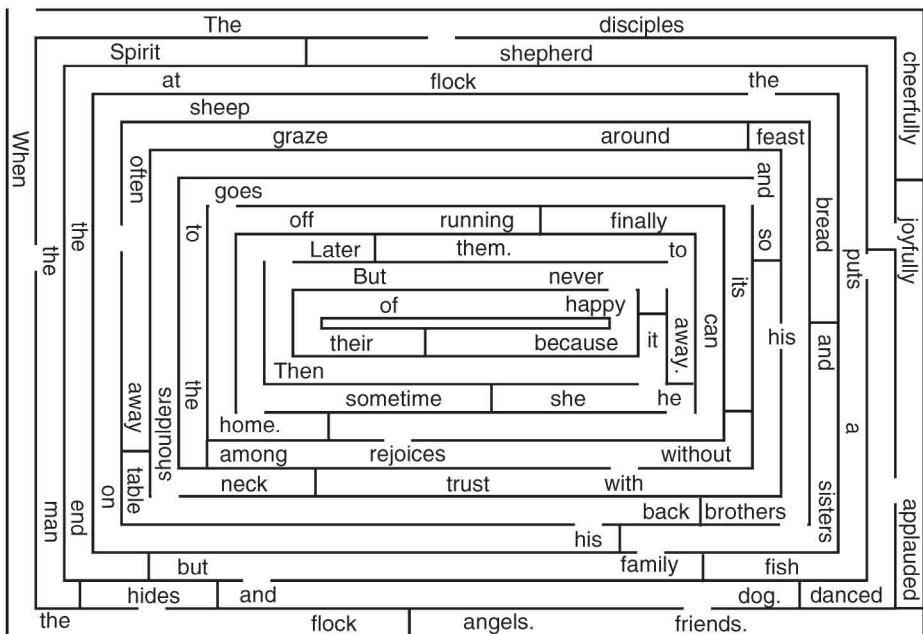 The disciples
Spirit shepherd
at flock the
sheep
graze around feast
cheerfully
When
often
and
goes
to
the
the
off running finally
so
bread
joyfully
Later them. to
But never
its
puts
of happy
can
his
their because it away.
and
Then
sometime she he
the
away
shoulders
home.
a
among rejoices without
neck trust with
table
on
end
man
back brothers
sisters
applauded
his
but family fish
hides and dog. danced
the flock angels. friends.